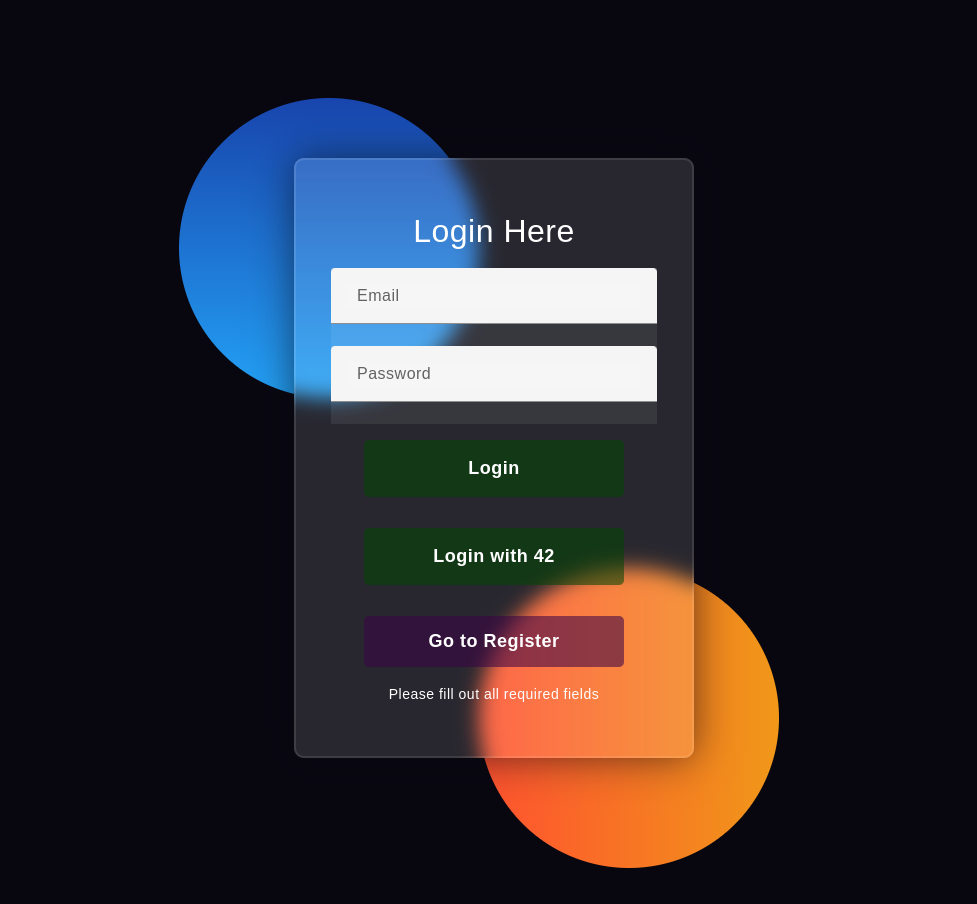 Login Here
Email
Password
Login
Login with 42
Go to Register
Please fill out all required fields